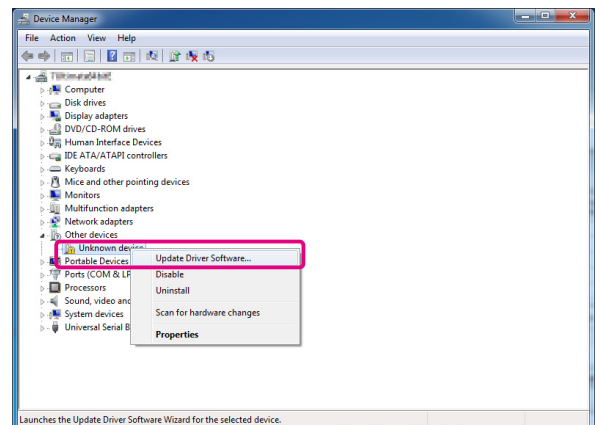 Device Manager
File Action View Help
Computer
Disk drives
Display adapters
DVD/CD-ROM drives
Human Interface Devices
IDE ATA/ATAPI controllers
Keyboards
Mice and other pointing devices
Monitors
Multifunction adapters
Network adapters
Other devices
Unknown device
Update Driver Software...
Portable Devices
Ports (COM & LP
Disable
Processors
Uninstall
Sound, video and
System devices
Scan for hardware changes
Universal Serial B
Properties
Launches the Update Driver Software Wizard for the selected device.